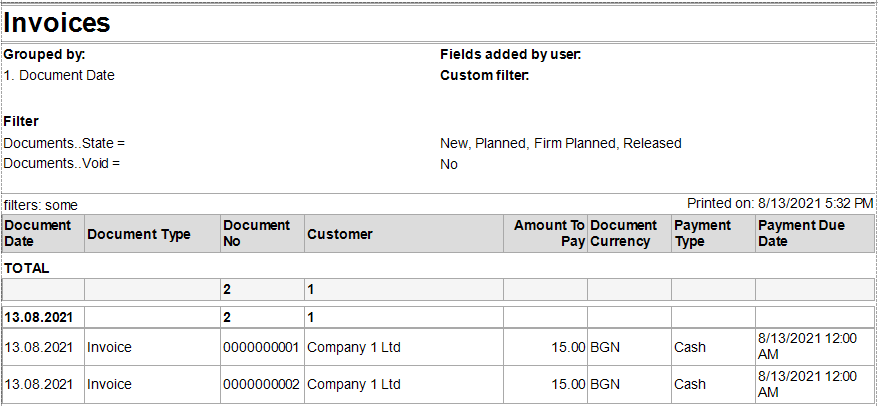 Invoices
Grouped by: Fields added by user:
1. Document Date Custom filter:
Filter
Documents..State = New, Planned, Firm Planned, Released
Documents..Void = No
filters: some Printed on: 8/13/2021 5:32 PM
Document Date Document Type Document No Customer Amount To Pay Document Currency Payment Type Payment Due Date
TOTAL
2 1
13.08.2021 2 1
13.08.2021 Invoice 0000000001 Company 1 Ltd 15.00 BGN Cash 8/13/2021 12:00 AM
13.08.2021 Invoice 0000000002 Company 1 Ltd 15.00 BGN Cash 8/13/2021 12:00 AM